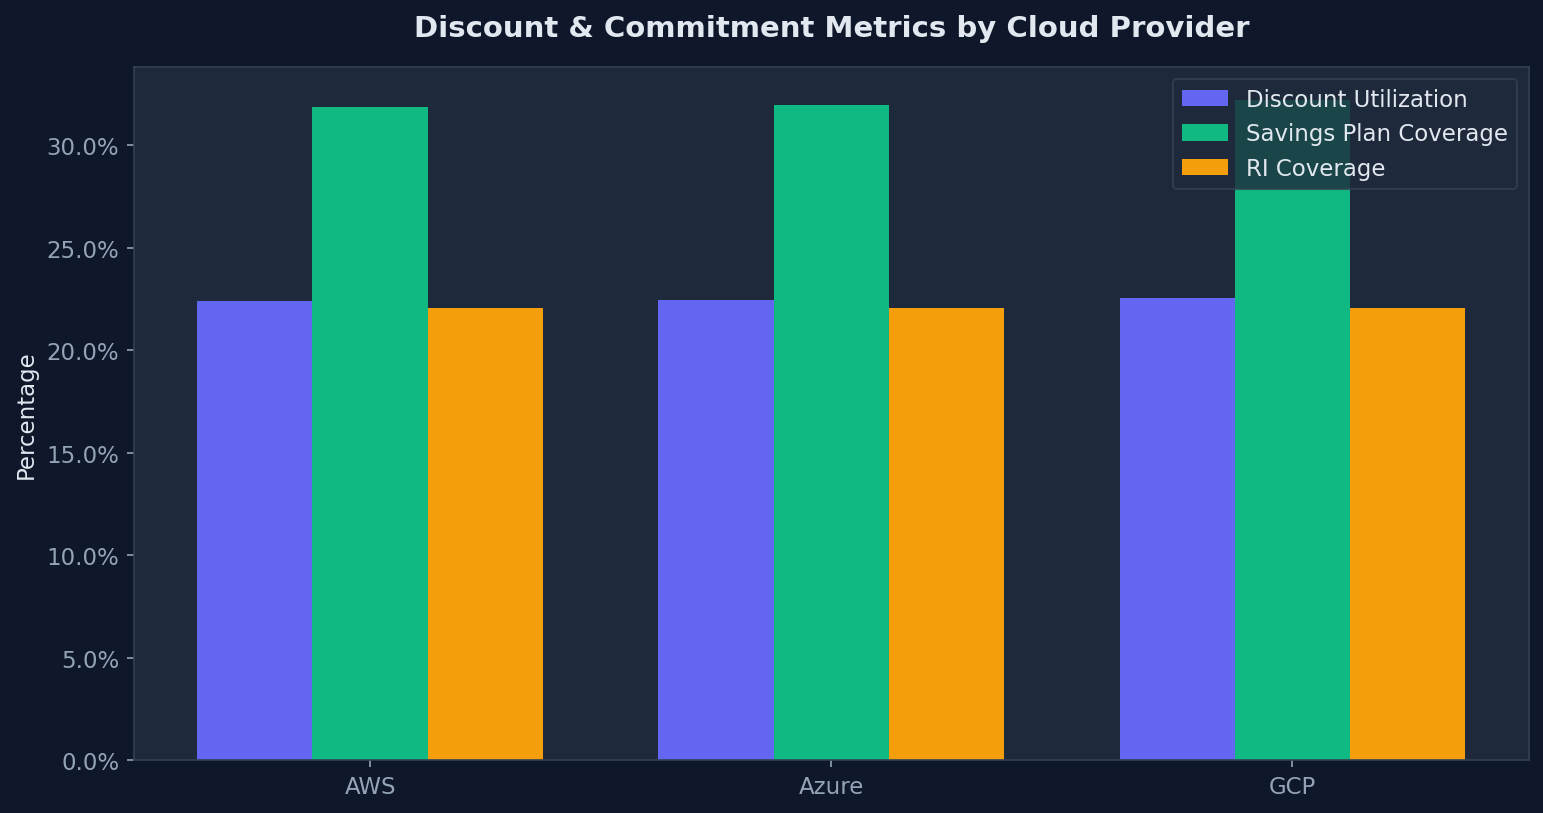 Discount & Commitment Metrics by Cloud Provider
Discount Utilization
Savings Plan Coverage
RI Coverage
Percentage
30.0%
25.0%
20.0%
15.0%
10.0%
5.0%
0.0%
AWS
Azure
GCP